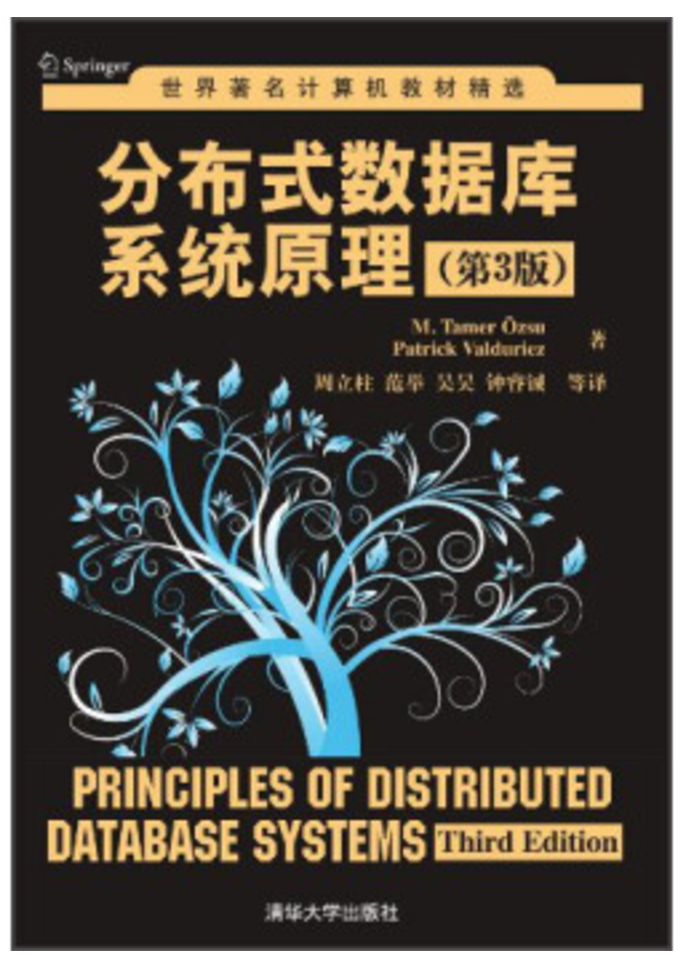 Springer
世界著名计算机教材精选
分布式数据库
系统原理（第3版）
M. Tamer Özsu
Patrick Valduriez 著
周立柱 范举 吴昊 钟睿铖 等译
PRINCIPLES OF DISTRIBUTED
DATABASE SYSTEMS Third Edition
清华大学出版社